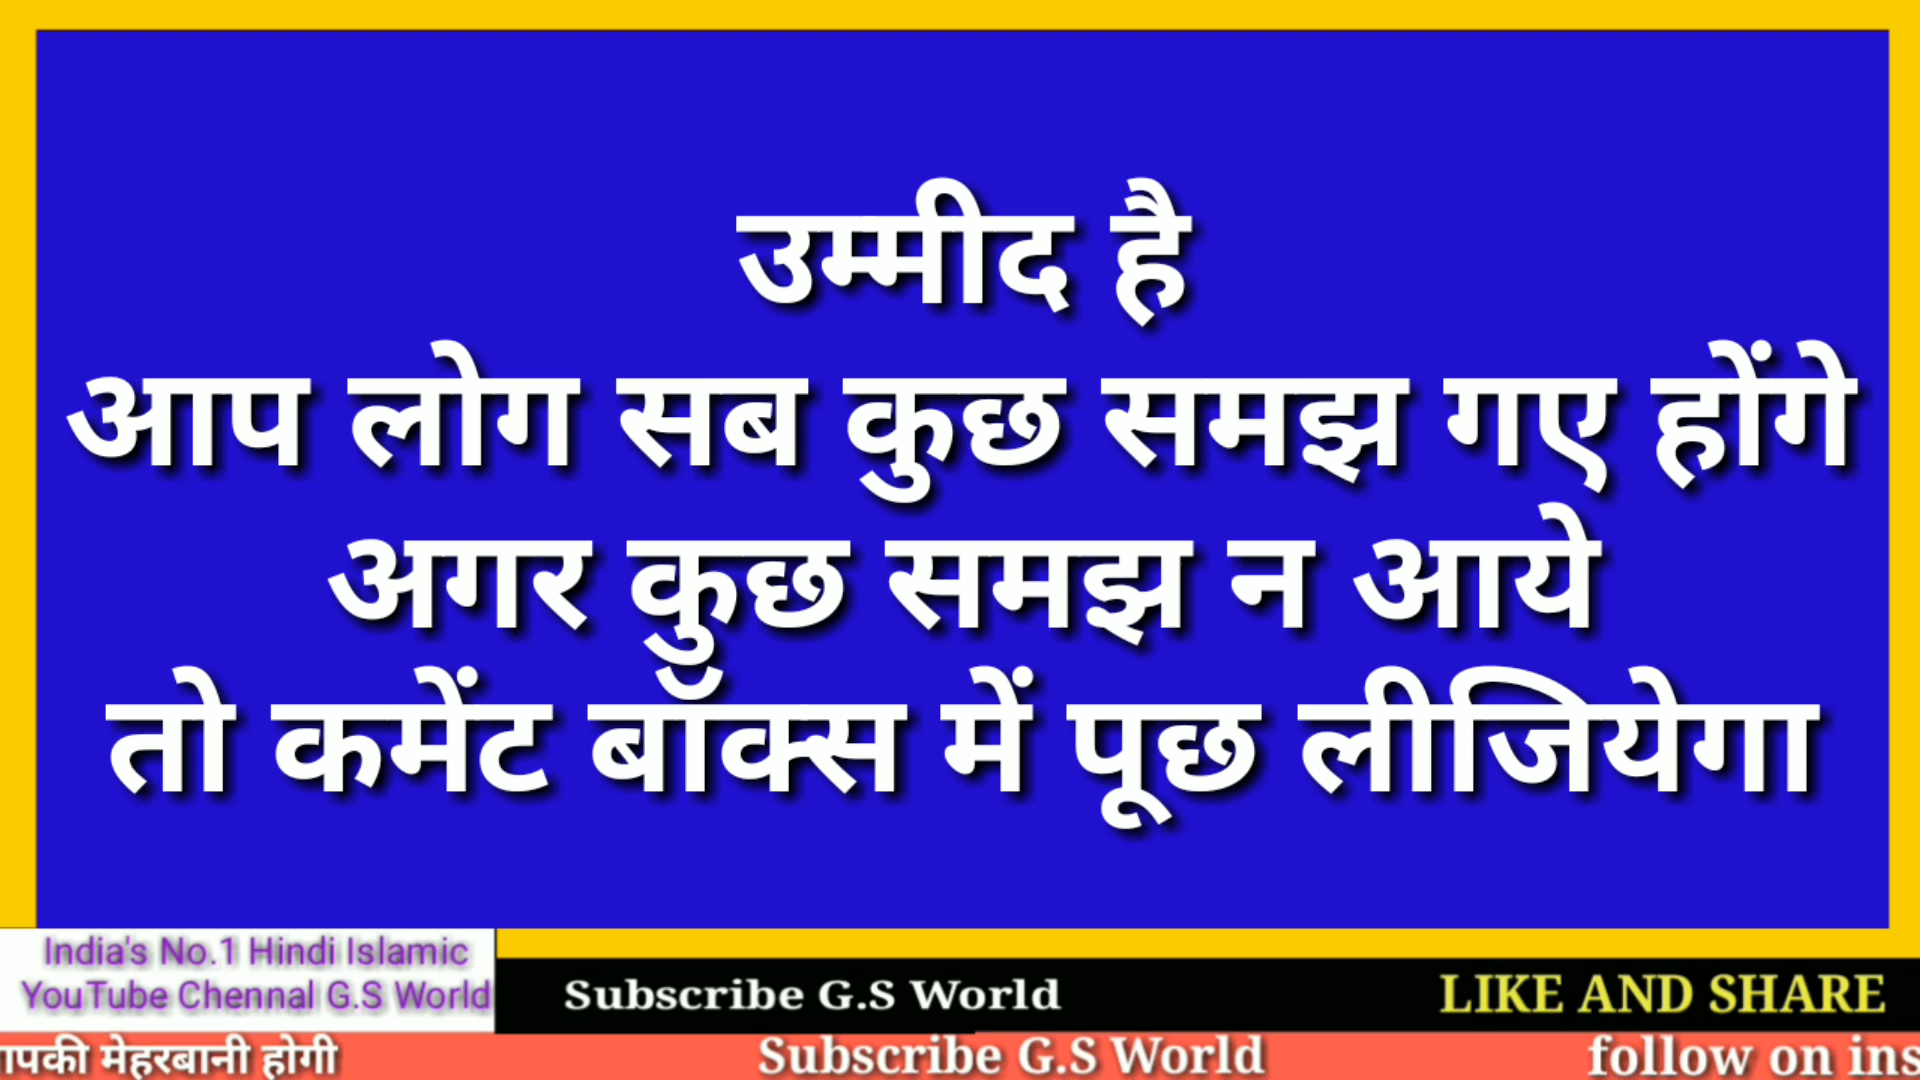 उम्मीद है
आप लोग सब कुछ समझ गए होंगे
अगर कुछ समझ न आये
तो कमेंट बॉक्स में पूछ लीजियेगा
India's No.1 Hindi Islamic
YouTube Chennal G.S World
Subscribe G.S World
LIKE AND SHARE
मेहरबानी होगी
Subscribe G.S World
follow on